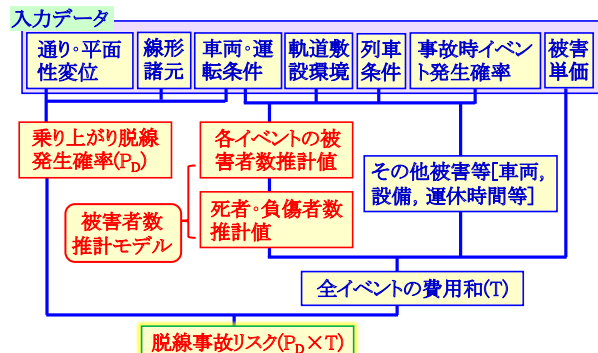 入力データ
通り・平面
性変位
線形
諸元
車両・運
転条件
軌道敷
設環境
列車
条件
事故時イベン
ト発生確率
被害
単価
乗り上がり脱線
発生確率(PD)
各イベントの被
害者数推計値
その他被害等[車両,
設備, 運休時間等]
死者・負傷者数
推計値
被害者数
推計モデル
全イベントの費用和(T)
脱線事故リスク(PD×T)